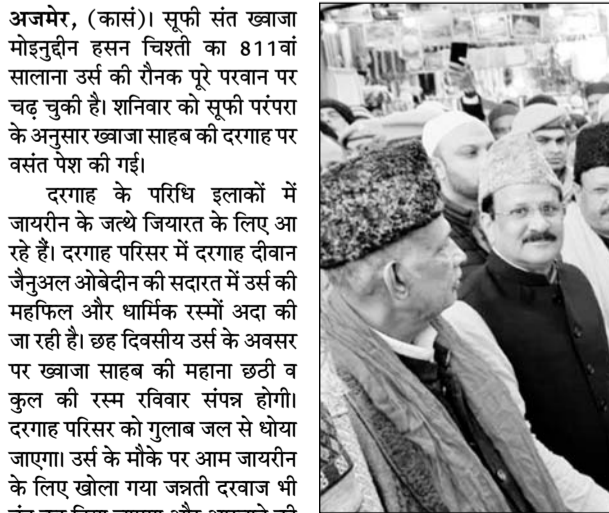 अजमेर, (कासं)। सूफी संत ख्वाजा
मोइनुद्दीन हसन चिश्ती का 811वां
सालाना उर्स की रौनक पूरे परवान पर
चढ़ चुकी है। शनिवार को सूफी परंपरा
के अनुसार ख्वाजा साहब की दरगाह पर
वसंत पेश की गई।
दरगाह के परिधि इलाकों में
जायरीन के जत्थे जियारत के लिए आ
रहे हैं। दरगाह परिसर में दरगाह दीवान
जैनुअल ओबेदीन की सदारत में उर्स की
महफिल और धार्मिक रस्मों अदा की
जा रही है। छह दिवसीय उर्स के अवसर
पर ख्वाजा साहब की महाना छठी व
कुल की रस्म रविवार संपन्न होगी।
दरगाह परिसर को गुलाब जल से धोया
जाएगा। उर्स के मौके पर आम जायरीन
के लिए खोला गया जन्नती दरवाज भी